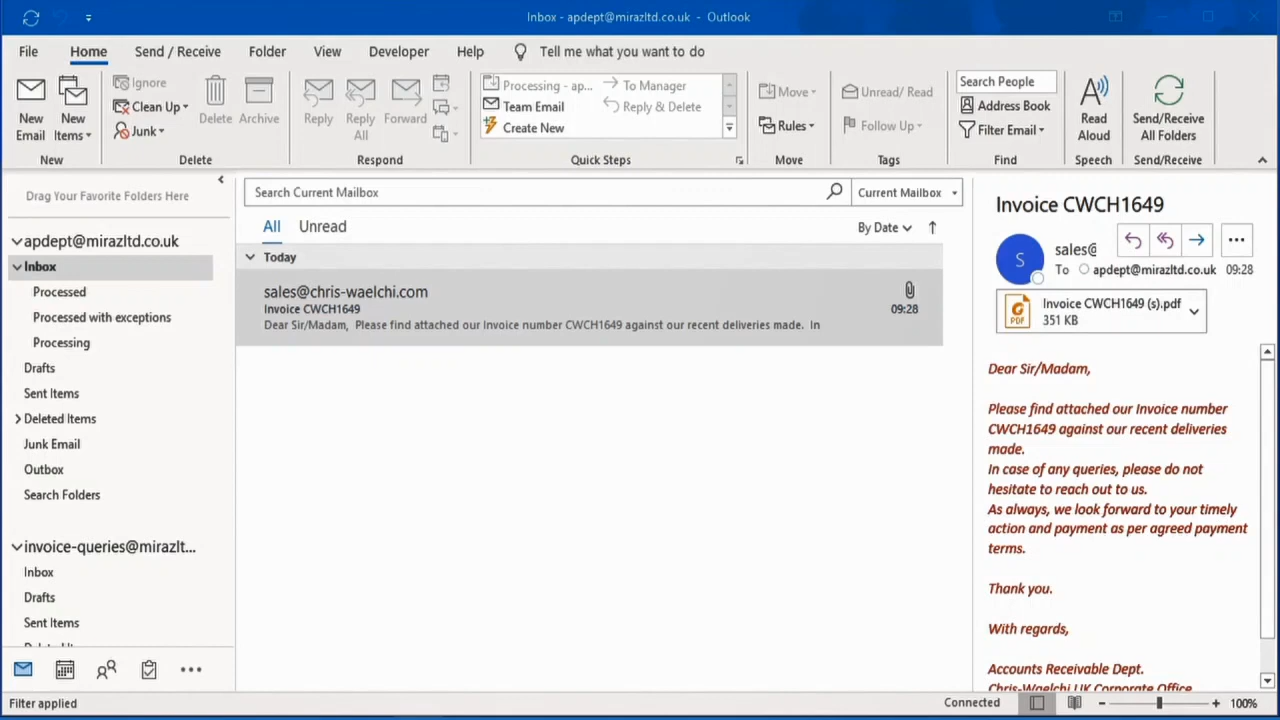 Inbox - apdept@mirazltd.co.uk - Outlook
File Home Send / Receive Folder View Developer Help Tell me what you want to do
New Email
New Items
New
Ignore
Clean Up
Junk
Delete
Archive
Delete
Reply
Reply All
Forward
Respond
Processing - ap...
Team Email
Create New
To Manager
Reply & Delete
Quick Steps
Move
Rules
Move
Unread/ Read
Follow Up
Tags
Search People
Address Book
Filter Email
Find
Read Aloud
Speech
Send/Receive All Folders
Send/Receive
Drag Your Favorite Folders Here
apdept@mirazltd.co.uk
Inbox
Processed
Processed with exceptions
Processing
Drafts
Sent Items
Deleted Items
Junk Email
Outbox
Search Folders
invoice-queries@mirazlt...
Inbox
Drafts
Sent Items
Search Current Mailbox
Current Mailbox
All Unread
By Date
Today
sales@chris-waelchi.com
Invoice CWCH1649
09:28
Dear Sir/Madam, Please find attached our Invoice number CWCH1649 against our recent deliveries made. In
Invoice CWCH1649
S
sales@
To apdept@mirazltd.co.uk 09:28
PDF
Invoice CWCH1649 (s).pdf
351 KB
Dear Sir/Madam,
Please find attached our Invoice number
CWCH1649 against our recent deliveries
made.
In case of any queries, please do not
hesitate to reach out to us.
As always, we look forward to your timely
action and payment as per agreed payment
terms.
Thank you.
With regards,
Accounts Receivable Dept.
Chris-Waelchi UK Corporate Office
Filter applied
Connected
100%